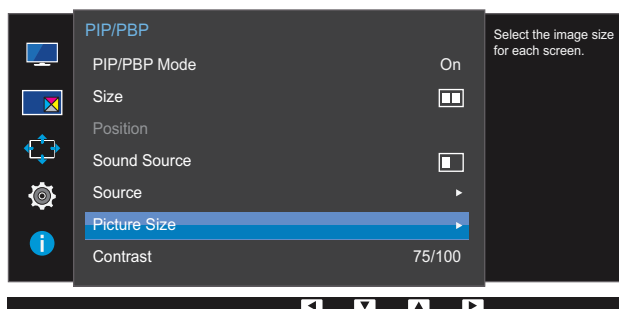 PIP/PBP
Select the image size
for each screen.
PIP/PBP Mode On
Size
Position
Sound Source
Source
Picture Size
Contrast 75/100